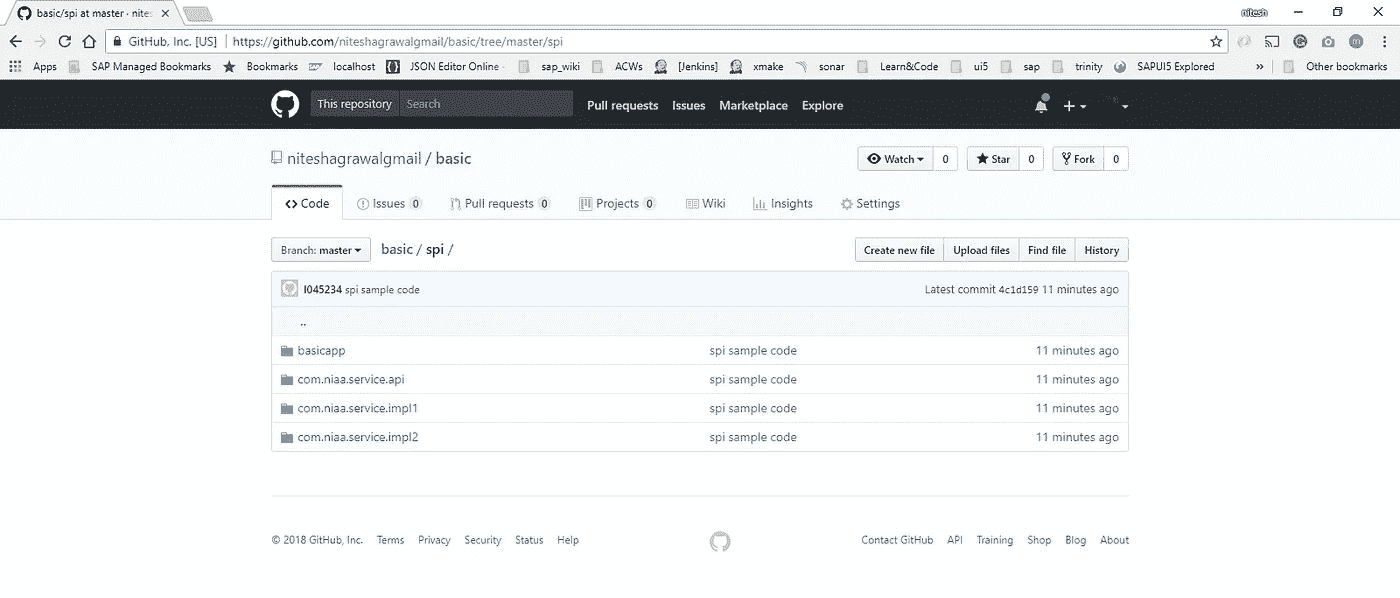 basic/spi at master · nites
nitesh
GitHub, Inc. [US] https://github.com/niteshagrawalgmail/basic/tree/master/spi
Apps SAP Managed Bookmarks Bookmarks localhost JSON Editor Online sap_wiki ACWs [Jenkins] xmake sonar Learn&Code ui5 sap trinity SAPUI5 Explored » Other bookmarks
This repository Search Pull requests Issues Marketplace Explore
niteshagrawalgmail / basic Watch 0 Star 0 Fork 0
Code Issues 0 Pull requests 0 Projects 0 Wiki Insights Settings
Branch: master basic / spi / Create new file Upload files Find file History
I045234 spi sample code Latest commit 4c1d159 11 minutes ago
..
basicapp spi sample code 11 minutes ago
com.niaa.service.api spi sample code 11 minutes ago
com.niaa.service.impl1 spi sample code 11 minutes ago
com.niaa.service.impl2 spi sample code 11 minutes ago
© 2018 GitHub, Inc. Terms Privacy Security Status Help Contact GitHub API Training Shop Blog About